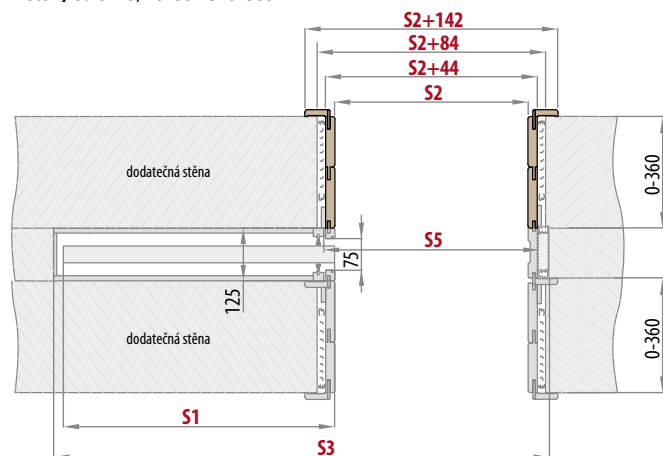 S2+142
S2+84
S2+44
S2
dodatečná stěna
0-360
S5
75
125
dodatečná stěna
0-360
S1
S3